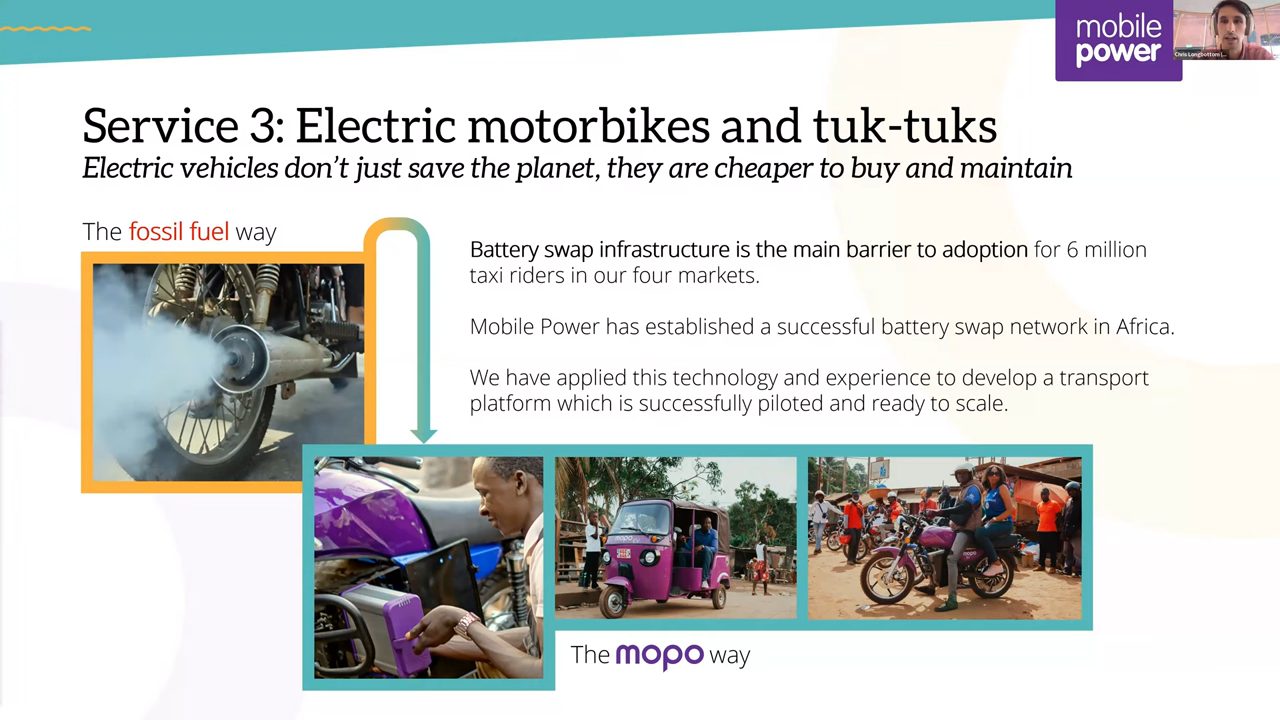 mobile
power
Chris Longbottom (...
Service 3: Electric motorbikes and tuk-tuks
Electric vehicles don't just save the planet, they are cheaper to buy and maintain
The fossil fuel way
Battery swap infrastructure is the main barrier to adoption for 6 million
taxi riders in our four markets.
Mobile Power has established a successful battery swap network in Africa.
We have applied this technology and experience to develop a transport
platform which is successfully piloted and ready to scale.
mopo
mopo
The mopo way